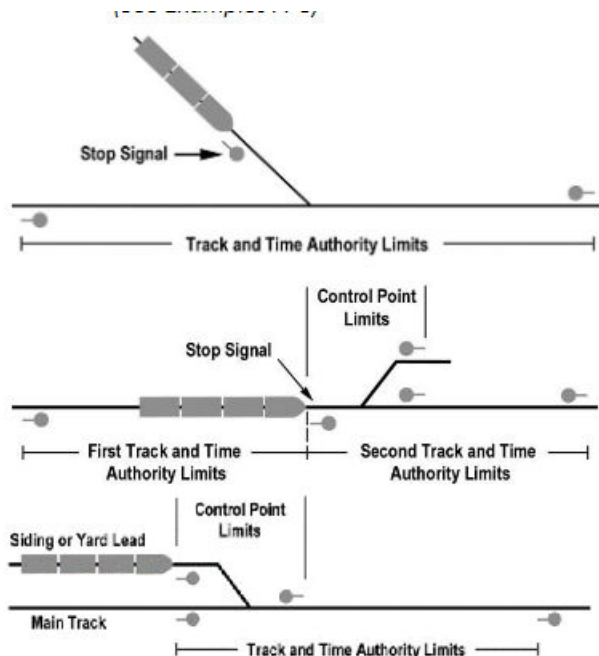 Stop Signal
Track and Time Authority Limits
Control Point
Limits
Stop Signal
First Track and Time
Authority Limits
Second Track and Time
Authority Limits
Control Point
Limits
Siding or Yard Lead
Main Track
Track and Time Authority Limits